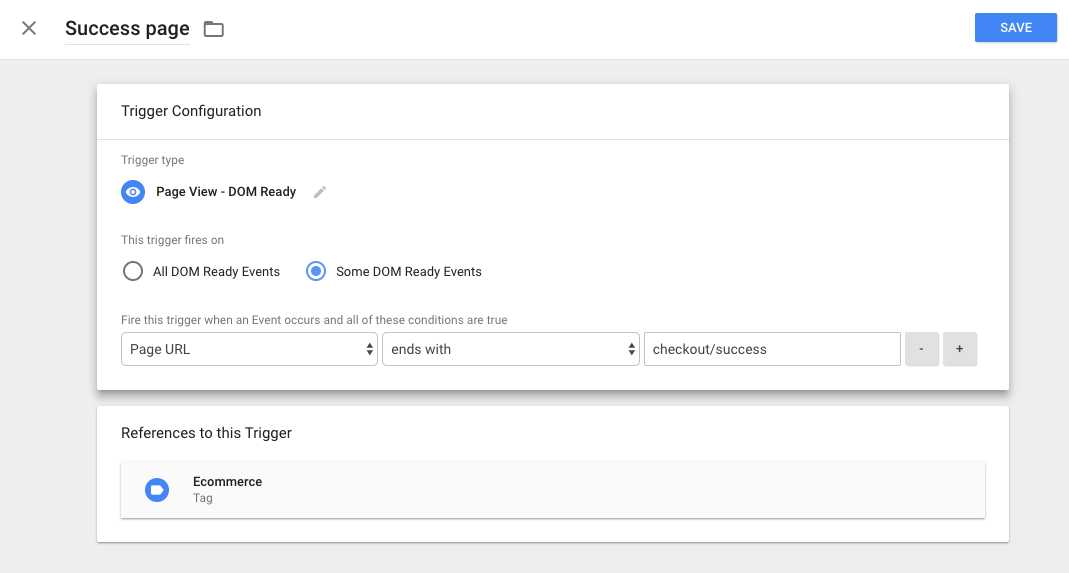 Success page
SAVE
Trigger Configuration
Trigger type
Page View - DOM Ready
This trigger fires on
All DOM Ready Events Some DOM Ready Events
Fire this trigger when an Event occurs and all of these conditions are true
Page URL ends with checkout/success - +
References to this Trigger
Ecommerce
Tag